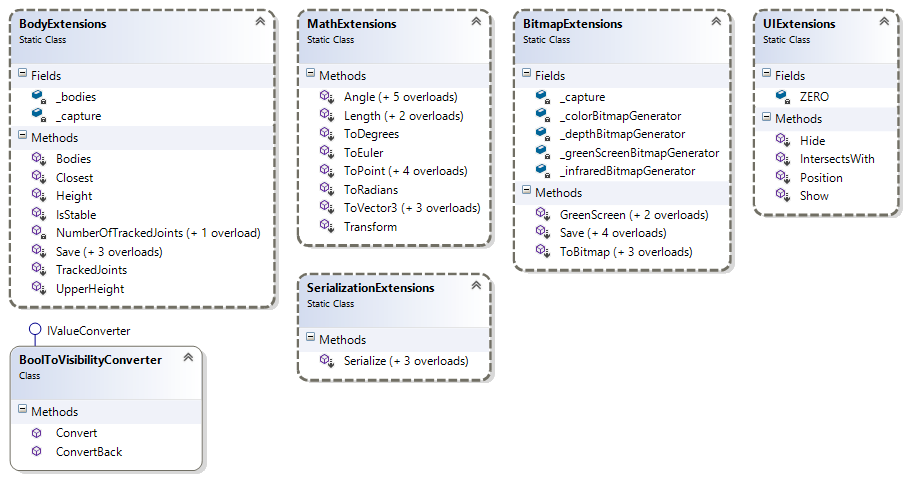 BodyExtensions
Static Class
Fields
_bodies
_capture
Methods
Bodies
Closest
Height
IsStable
NumberOfTrackedJoints (+ 1 overload)
Save (+ 3 overloads)
TrackedJoints
UpperHeight
MathExtensions
Static Class
Methods
Angle (+ 5 overloads)
Length (+ 2 overloads)
ToDegrees
ToEuler
ToPoint (+ 4 overloads)
ToRadians
ToVector3 (+ 3 overloads)
Transform
BitmapExtensions
Static Class
Fields
_capture
_colorBitmapGenerator
_depthBitmapGenerator
_greenScreenBitmapGenerator
_infraredBitmapGenerator
Methods
GreenScreen (+ 2 overloads)
Save (+ 4 overloads)
ToBitmap (+ 3 overloads)
UIExtensions
Static Class
Fields
ZERO
Methods
Hide
IntersectsWith
Position
Show
SerializationExtensions
Static Class
Methods
Serialize (+ 3 overloads)
IValueConverter
BoolToVisibilityConverter
Class
Methods
Convert
ConvertBack